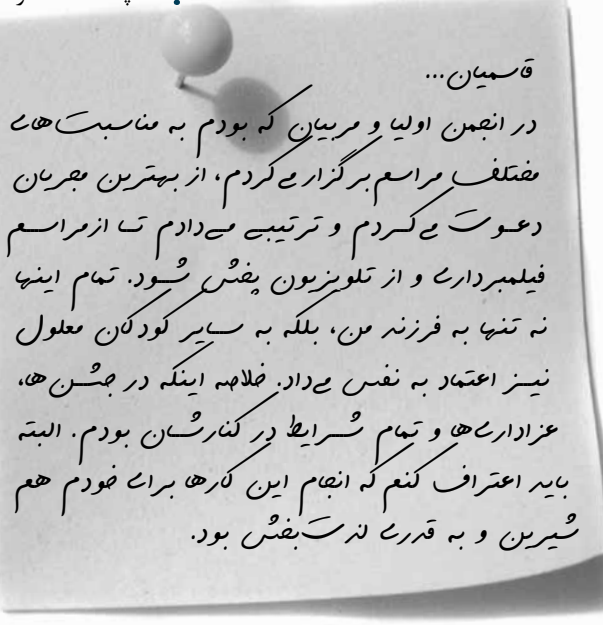 قاسمیان...
در انجمن اولیا و مربیان که بودم به مناسبت‌های
مختلف مراسم برگزار می‌کردم، از بهترین مجریان
دعوت می‌کردم و ترتیبی می‌دادم تا از مراسم
فیلمبرداری و از تلویزیون پخش شود. تمام اینها
نه تنها به فرزند من، بلکه به سایر کودکان معلول
نیز اعتماد به نفس می‌داد. خلاصه اینکه در جشن ها،
عزاداری‌ها و تمام شرایط در کنارشان بودم. البته
باید اعتراف کنم که انجام این کارها برای خودم هم
شیرین و به قدری لذت‌بخش بود.